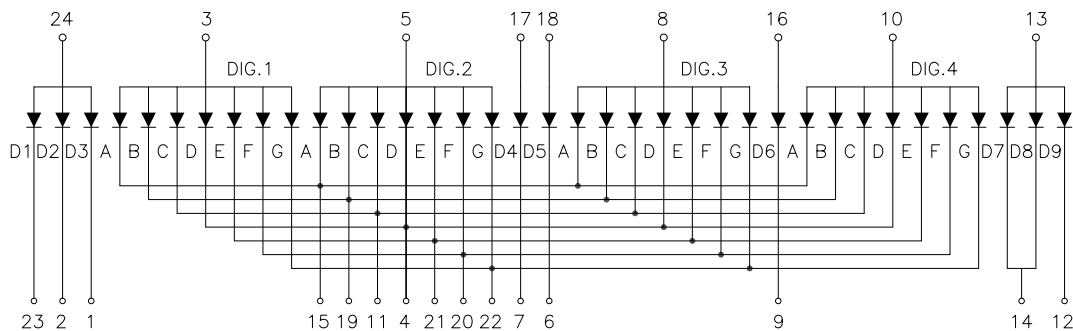 24 3 5 17 18 8 16 10 13
DIG.1 DIG.2 DIG.3 DIG.4
D1 D2 D3 A B C D E F G A B C D E F G D4 D5 A B C D E F G D6 A B C D E F G D7 D8 D9
23 2 1 15 19 11 4 21 20 22 7 6 9 14 12